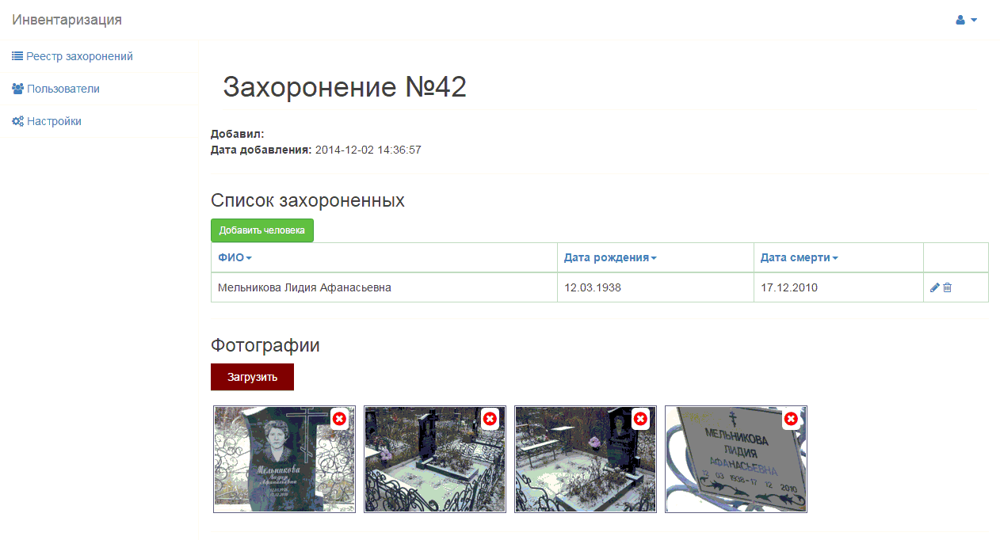 Инвентаризация
Реестр захоронений
Пользователи
Настройки
Захоронение №42
Добавил:
Дата добавления: 2014-12-02 14:36:57
Список захороненных
Добавить человека
ФИО Дата рождения Дата смерти
Мельникова Лидия Афанасьевна 12.03.1938 17.12.2010
Фотографии
Загрузить
Мельникова
Лидия
Афанасьевна
МЕЛЬНИКОВА
ЛИДИЯ
АФАНАСЬЕВНА
12 03 1938-17 12 2010